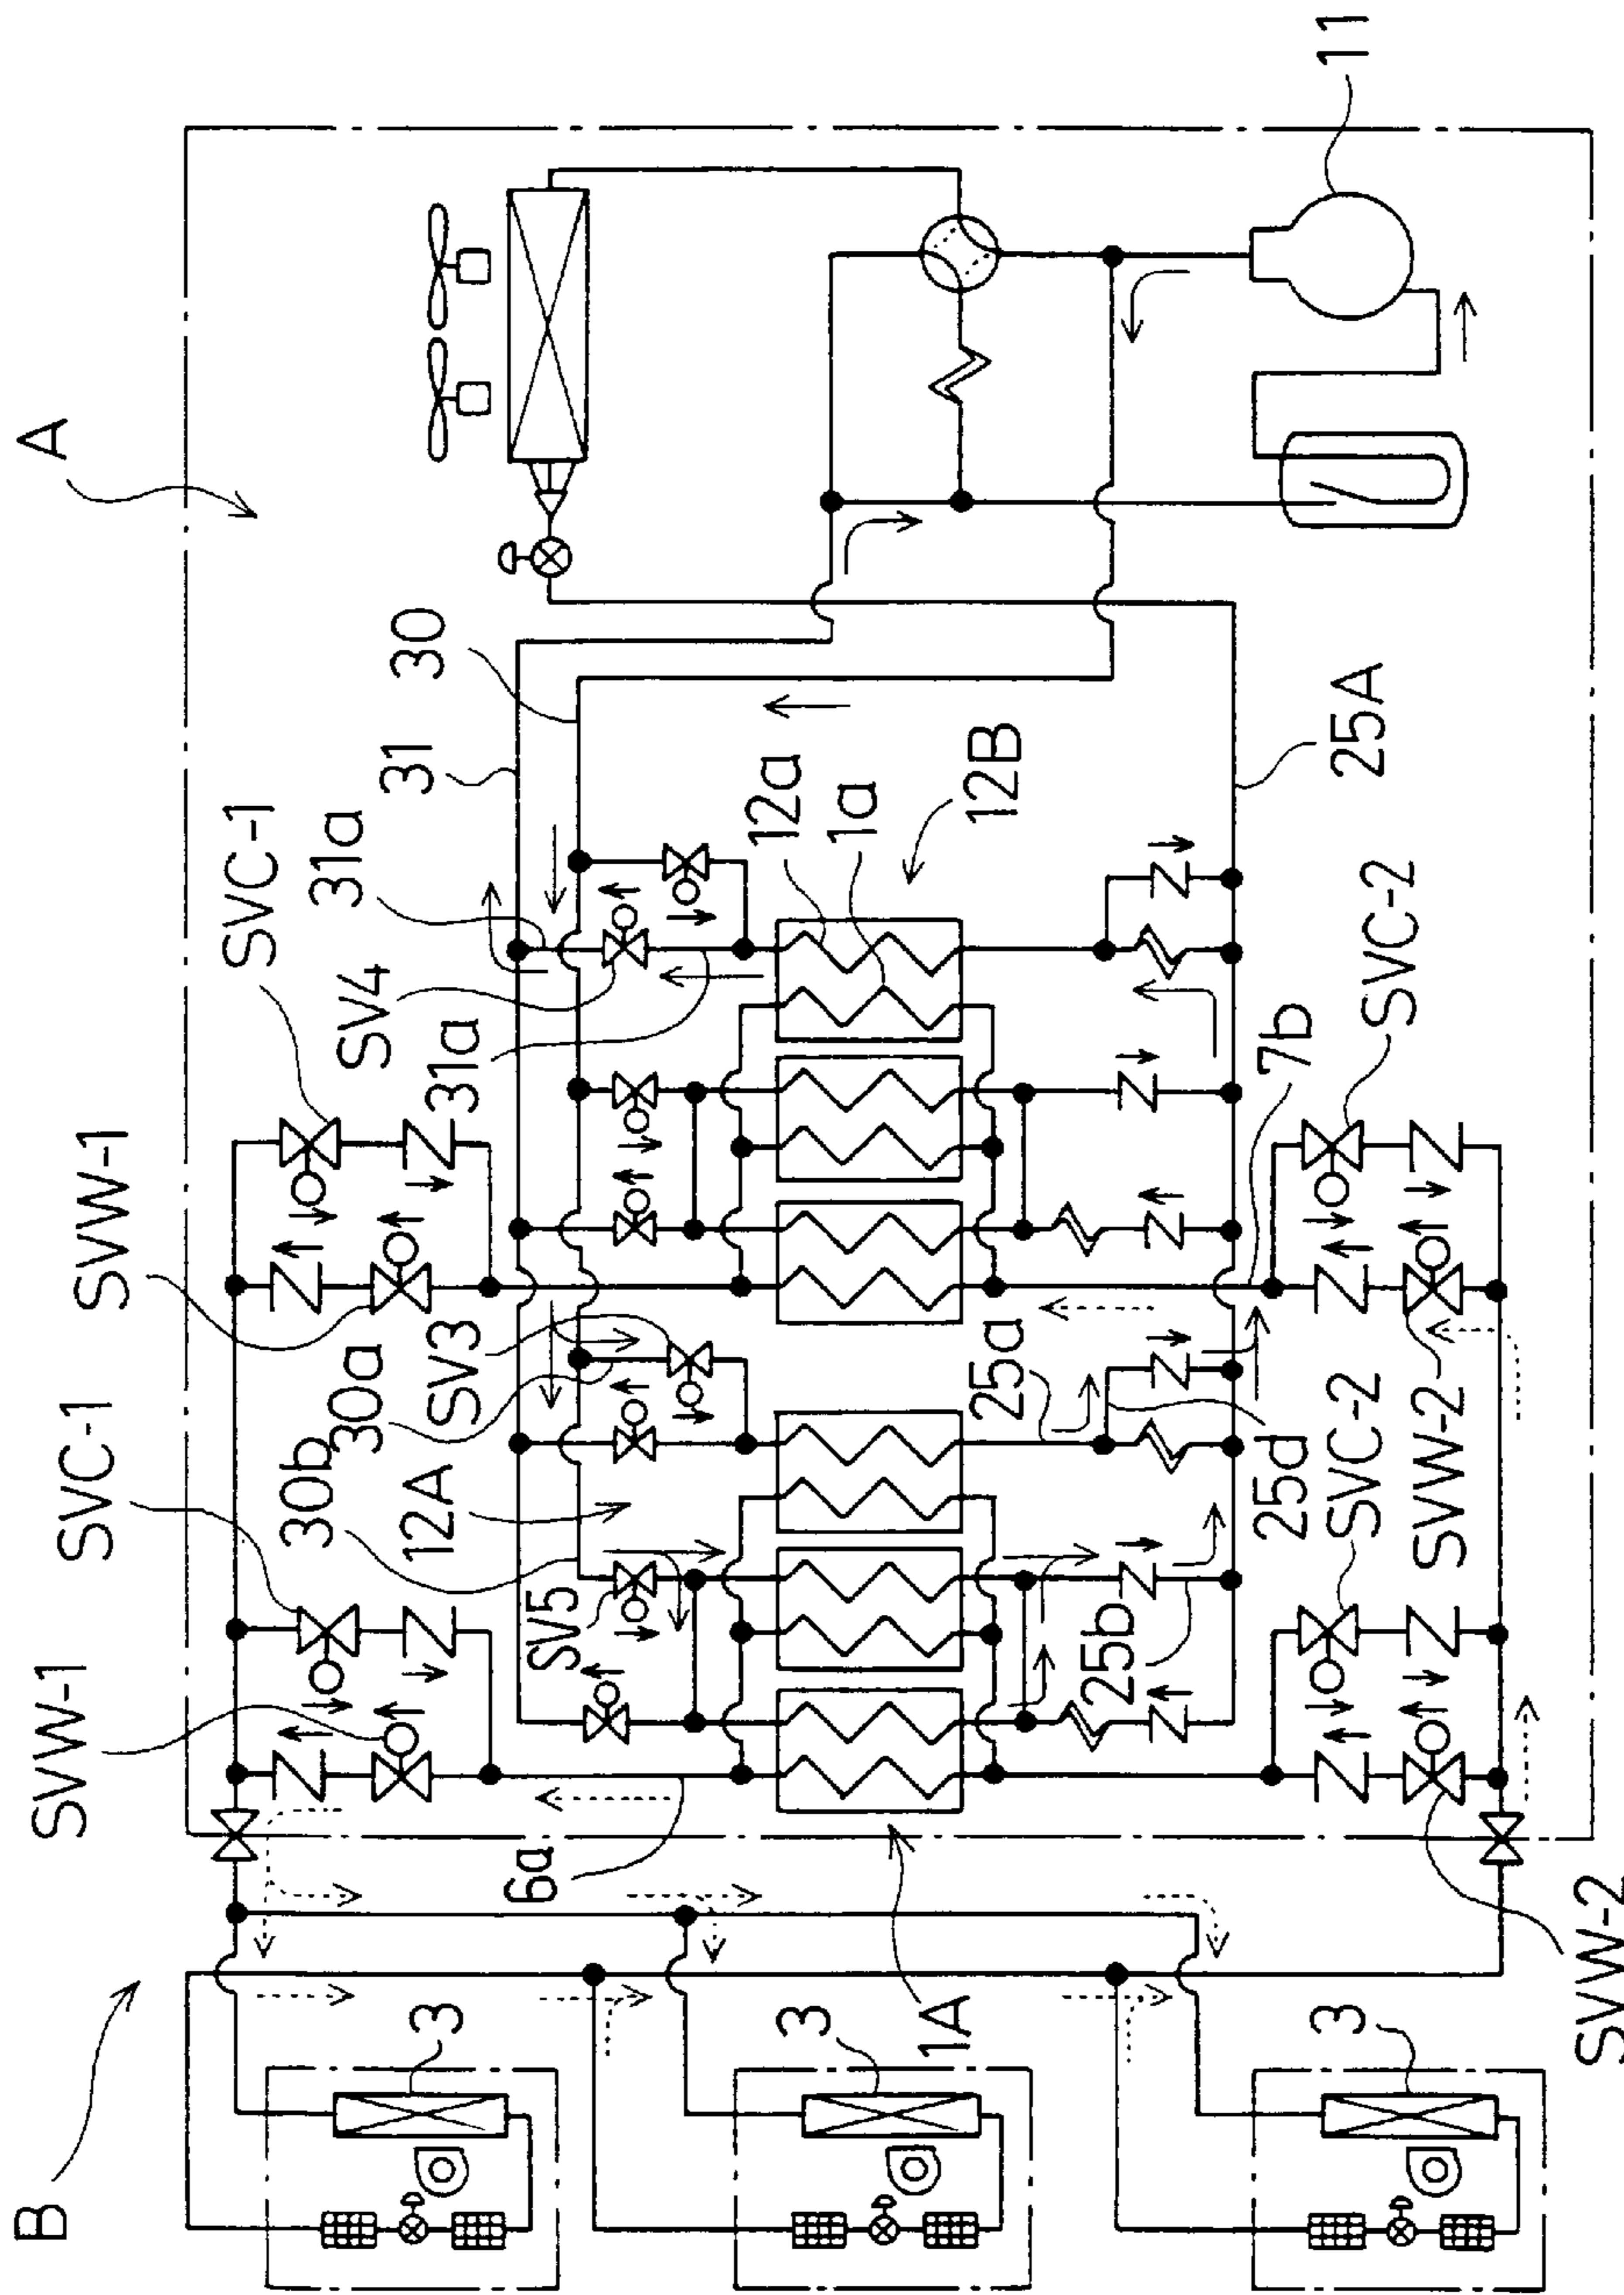 A
B
11
SVC-1
SVW-1
SVC-1
SVW-1
31
30
31a
SV4
31a
12a
1a
12B
25A
SV3
30a
30b
12A
SV5
25a
25b
25d
7b
SVC-2
SVC-2
SVW-2
SVW-2
6a
1A
3
3
3